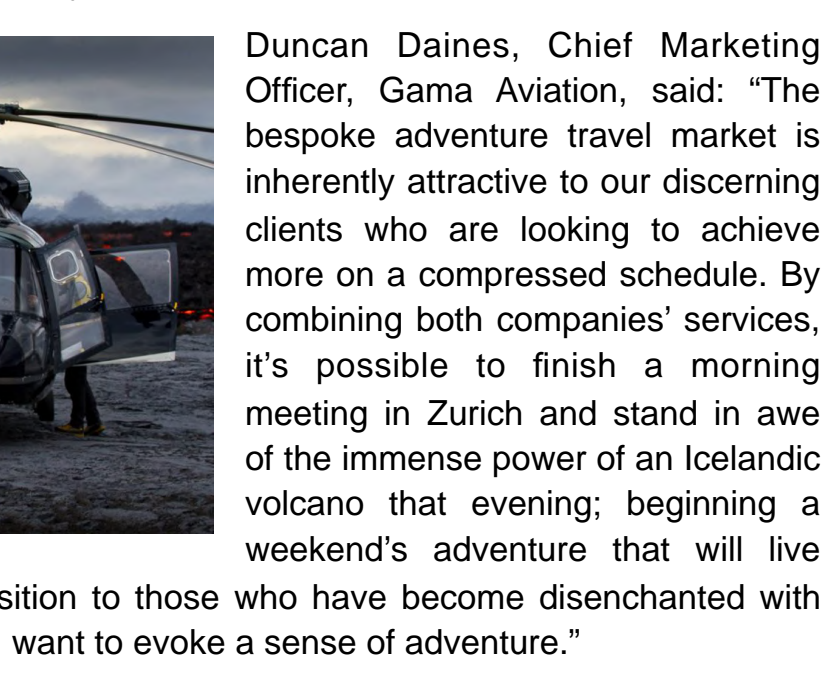 Duncan Daines, Chief Marketing
Officer, Gama Aviation, said: “The
bespoke adventure travel market is
inherently attractive to our discerning
clients who are looking to achieve
more on a compressed schedule. By
combining both companies’ services,
it’s possible to finish a morning
meeting in Zurich and stand in awe
of the immense power of an Icelandic
volcano that evening; beginning a
weekend’s adventure that will live
sition to those who have become disenchanted with
want to evoke a sense of adventure.”